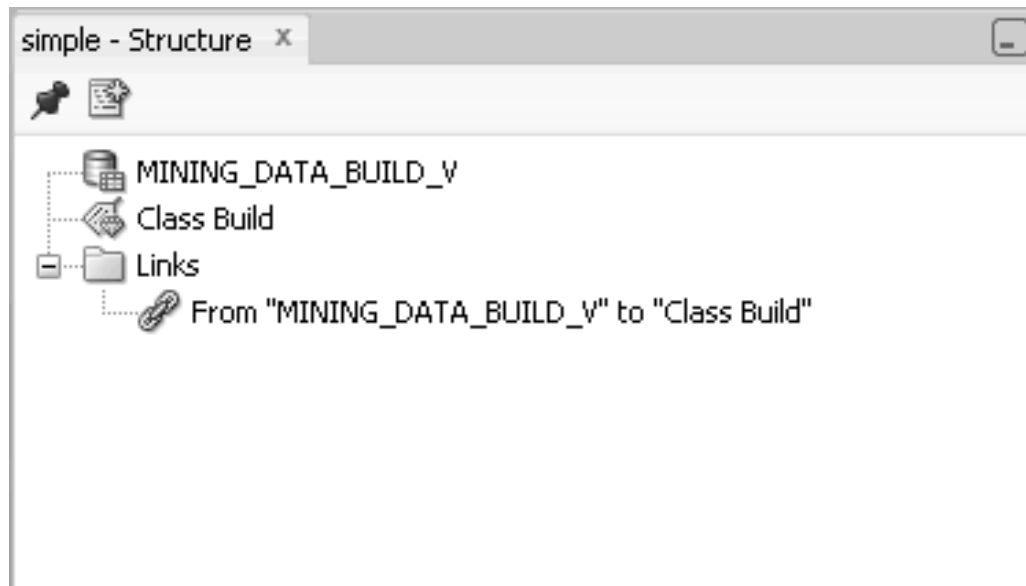 simple - Structure
MINING_DATA_BUILD_V
Class Build
Links
From "MINING_DATA_BUILD_V" to "Class Build"